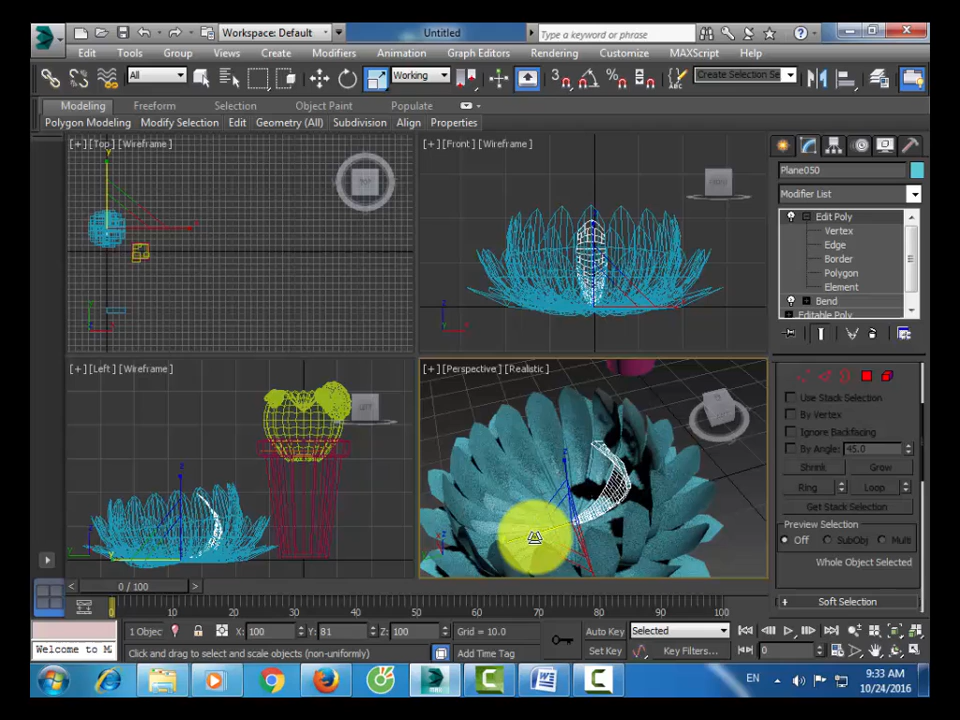 Workspace: Default
Untitled
Type a keyword or phrase
Edit Tools Group Views Create Modifiers Animation Graph Editors Rendering Customize MAXScript Help
All
Working
Create Selection Se
Modeling Freeform Selection Object Paint Populate
Polygon Modeling Modify Selection Edit Geometry (All) Subdivision Align Properties
[+] [Top] [Wireframe]
[+] [Front] [Wireframe]
TOP
Plane050
Modifier List
Edit Poly
Vertex
Edge
Border
Polygon
Element
Bend
Editable Poly
[+] [Left] [Wireframe]
[+] [Perspective] [Realistic]
LEFT
Use Stack Selection
By Vertex
Ignore Backfacing
By Angle: 45.0
Shrink Grow
Ring Loop
Get Stack Selection
Preview Selection
Off SubObj Multi
Whole Object Selected
Soft Selection
< 0 / 100 >
0 10 20 30 40 50 60 70 80 90 100
1 Objec X: 100 Y: 81 Z: 100 Grid = 10.0 Auto Key Selected
Welcome to M
Click and drag to select and scale objects (non-uniformly) Add Time Tag Set Key Key Filters... 0
EN 9:33 AM
10/24/2016